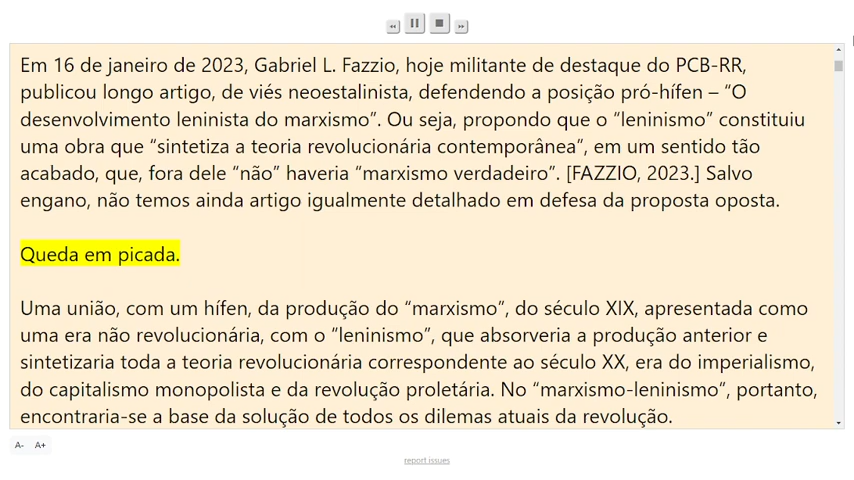 Em 16 de janeiro de 2023, Gabriel L. Fazzio, hoje militante de destaque do PCB-RR,
publicou longo artigo, de viés neoestalinista, defendendo a posição pró-hífen – “O
desenvolvimento leninista do marxismo”. Ou seja, propondo que o “leninismo” constituiu
uma obra que “sintetiza a teoria revolucionária contemporânea”, em um sentido tão
acabado, que, fora dele “não” haveria “marxismo verdadeiro”. [FAZZIO, 2023.] Salvo
engano, não temos ainda artigo igualmente detalhado em defesa da proposta oposta.
Queda em picada.
Uma união, com um hífen, da produção do “marxismo”, do século XIX, apresentada como
uma era não revolucionária, com o “leninismo”, que absorveria a produção anterior e
sintetizaria toda a teoria revolucionária correspondente ao século XX, era do imperialismo,
do capitalismo monopolista e da revolução proletária. No “marxismo-leninismo”, portanto,
encontraria-se a base da solução de todos os dilemas atuais da revolução.
A- A+
report issues